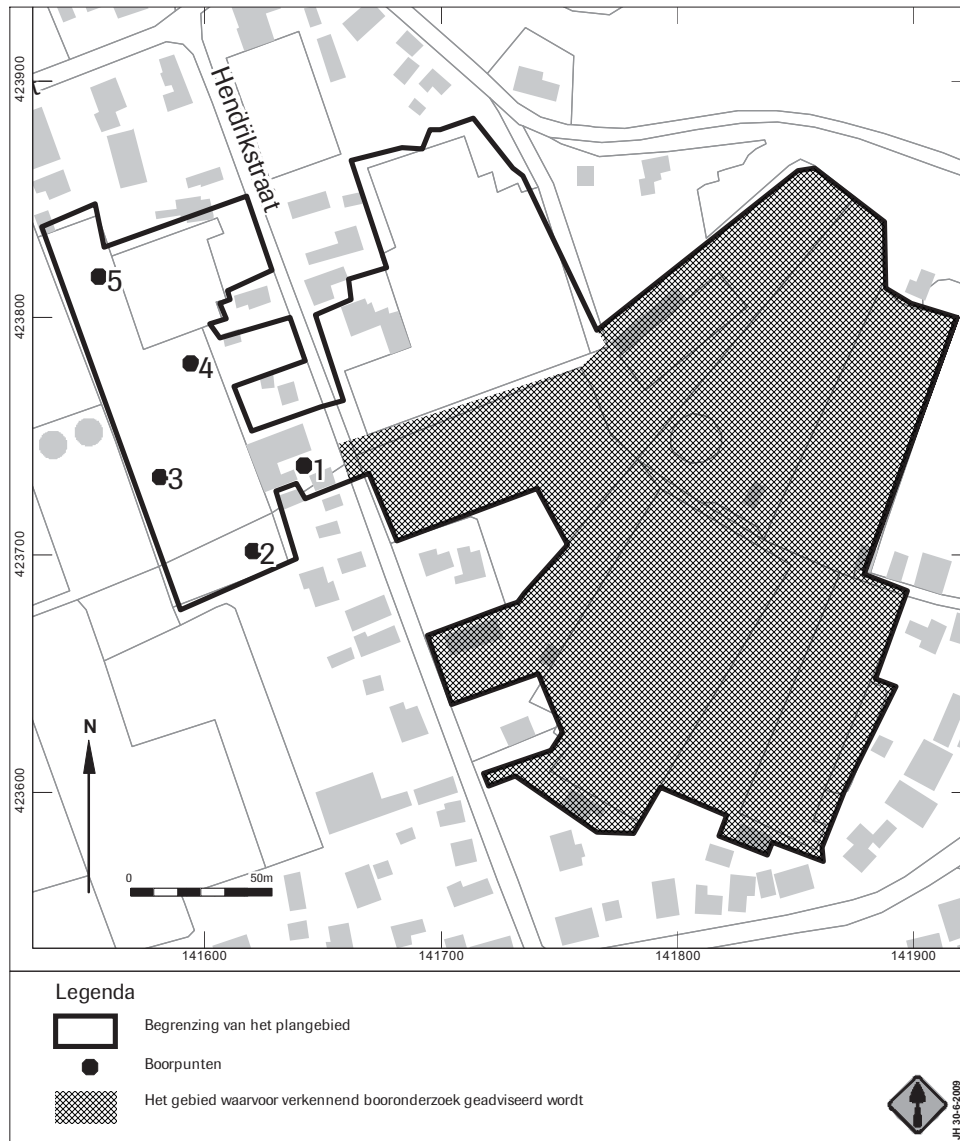 423900
423800
423700
423600
Hendrikstraat
5
4
3
1
2
N
0 50m
141600 141700 141800 141900
Legenda
Begrenzing van het plangebied
Boorpunten
Het gebied waarvoor verkennend booronderzoek geadviseerd wordt
JH 30-6-2009